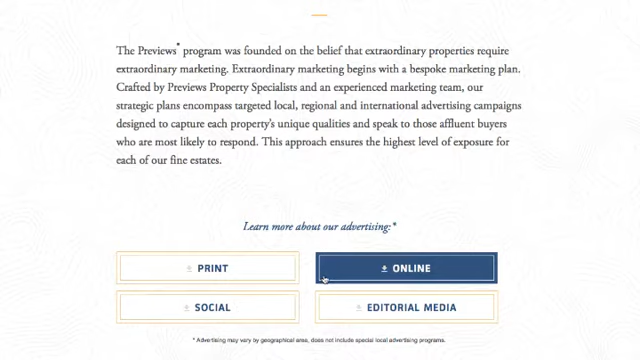 The Previews* program was founded on the belief that extraordinary properties require
extraordinary marketing. Extraordinary marketing begins with a bespoke marketing plan.
Crafted by Previews Property Specialists and an experienced marketing team, our
strategic plans encompass targeted local, regional and international advertising campaigns
designed to capture each property's unique qualities and speak to those affluent buyers
who are most likely to respond. This approach ensures the highest level of exposure for
each of our fine estates.
Learn more about our advertising:*
PRINT
ONLINE
SOCIAL
EDITORIAL MEDIA
* Advertising may vary by geographical area, does not include special local advertising programs.